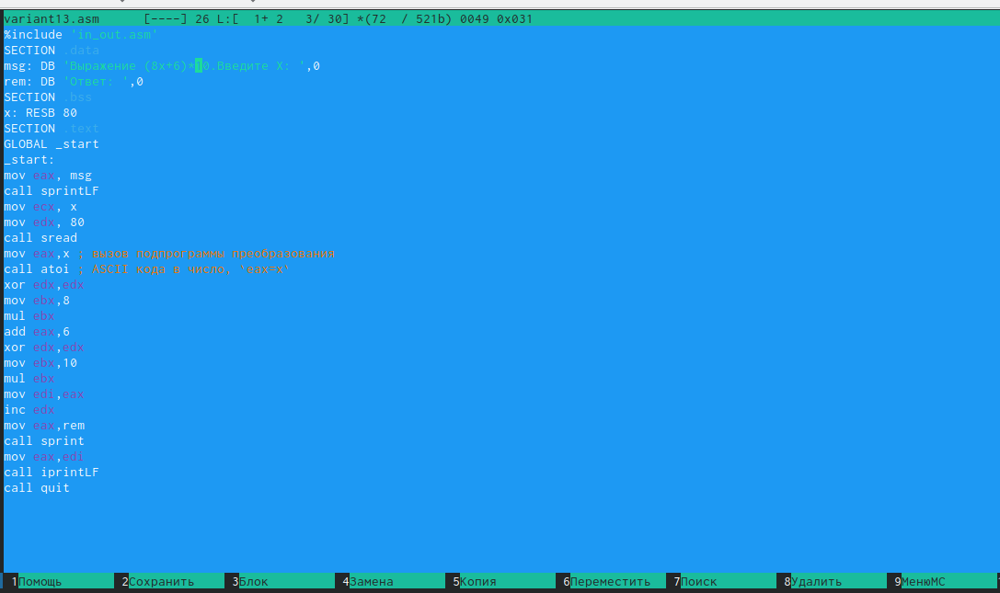 variant13.asm      [----] 26 L:[  1+ 2   3/ 30] *(72  / 521b) 0049 0x031
%include 'in_out.asm'
SECTION .data
msg: DB 'Выражение (8x+6)*10.Введите X: ',0
rem: DB 'Ответ: ',0
SECTION .bss
x: RESB 80
SECTION .text
GLOBAL _start
_start:
mov eax, msg
call sprintLF
mov ecx, x
mov edx, 80
call sread
mov eax,x ; вызов подпрограммы преобразования
call atoi ; ASCII кода в число, `eax=x`
xor edx,edx
mov ebx,8
mul ebx
add eax,6
xor edx,edx
mov ebx,10
mul ebx
mov edi,eax
inc edx
mov eax,rem
call sprint
mov eax,edi
call iprintLF
call quit
1Помощь 2Сохранить 3Блок 4Замена 5Копия 6Переместить 7Поиск 8Удалить 9МенюMC